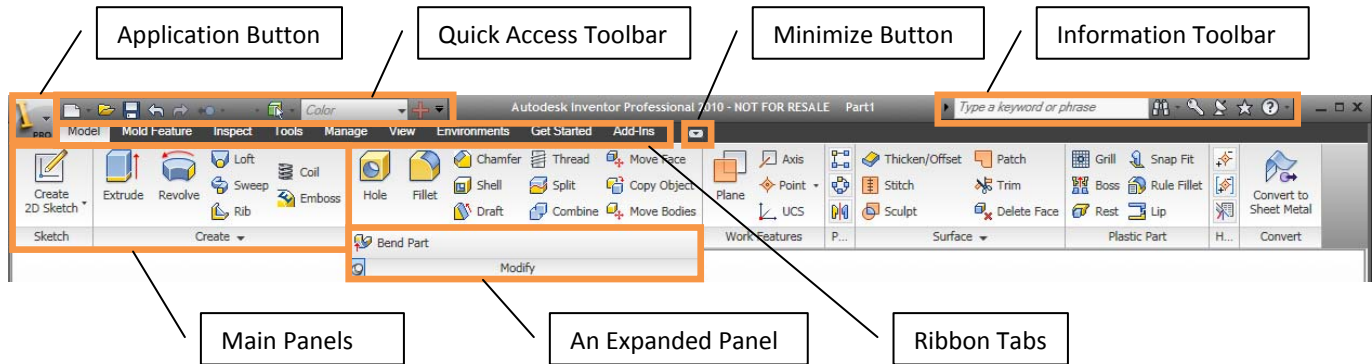 Application Button
Quick Access Toolbar
Minimize Button
Information Toolbar
PRO
Color
Autodesk Inventor Professional 2010 - NOT FOR RESALE Part1
Type a keyword or phrase
Model Mold Feature Inspect Tools Manage View Environments Get Started Add-Ins
Create
2D Sketch
Extrude
Revolve
Loft
Sweep
Rib
Coil
Emboss
Hole
Fillet
Chamfer
Shell
Draft
Thread
Split
Combine
Move Face
Copy Object
Move Bodies
Plane
Axis
Point
UCS
Thicken/Offset
Stitch
Sculpt
Patch
Trim
Delete Face
Grill
Boss
Rest
Snap Fit
Rule Fillet
Lip
Convert to
Sheet Metal
Sketch
Create
Bend Part
Modify
Work Features
P...
Surface
Plastic Part
H...
Convert
Main Panels
An Expanded Panel
Ribbon Tabs